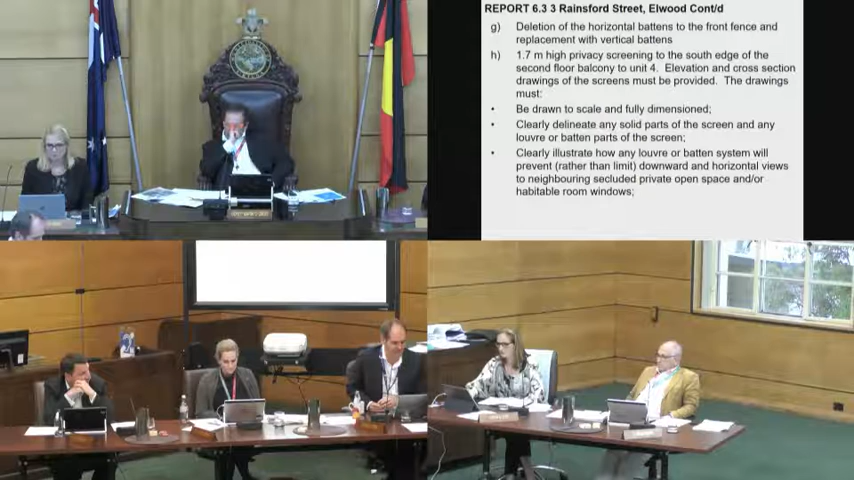 REPORT 6.3 3 Rainsford Street, Elwood Cont/d
g) Deletion of the horizontal battens to the front fence and
replacement with vertical battens
h) 1.7 m high privacy screening to the south edge of the
second floor balcony to unit 4. Elevation and cross section
drawings of the screens must be provided. The drawings
must:
• Be drawn to scale and fully dimensioned;
• Clearly delineate any solid parts of the screen and any
louvre or batten parts of the screen;
• Clearly illustrate how any louvre or batten system will
prevent (rather than limit) downward and horizontal views
to neighbouring secluded private open space and/or
habitable room windows;